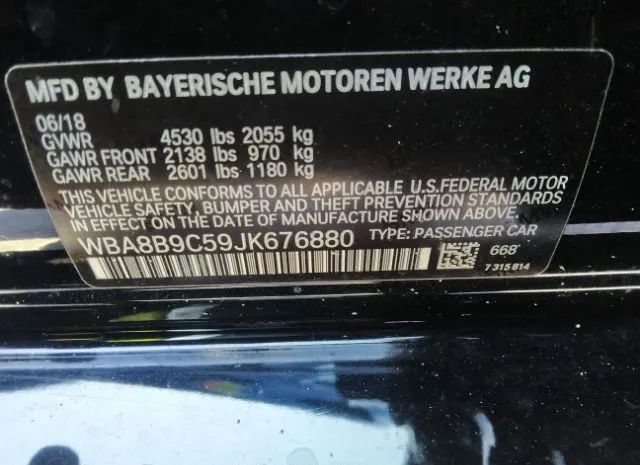 MFD BY BAYERISCHE MOTOREN WERKE AG
06/18
GVWR 4530 lbs 2055 kg
GAWR FRONT 2138 lbs 970 kg
GAWR REAR 2601 lbs 1180 kg
THIS VEHICLE CONFORMS TO ALL APPLICABLE U.S.FEDERAL MOTOR
VEHICLE SAFETY, BUMPER AND THEFT PREVENTION STANDARDS
IN EFFECT ON THE DATE OF MANUFACTURE SHOWN ABOVE.
WBA8B9C59JK676880 TYPE: PASSENGER CAR
668
7 315 814